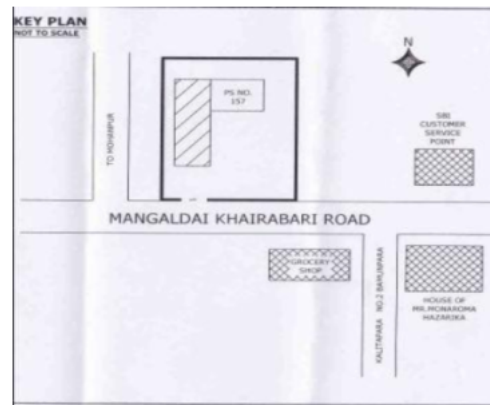 KEY PLAN
NOT TO SCALE
N
PS NO.
157
TO MOHANPUR
SBI
CUSTOMER
SERVICE
POINT
MANGALDAI KHAIRABARI ROAD
GROCERY
SHOP
KALITAPARA NO.2 BAMUNPARA
HOUSE OF
MR.MONAROMA
HAZARIKA